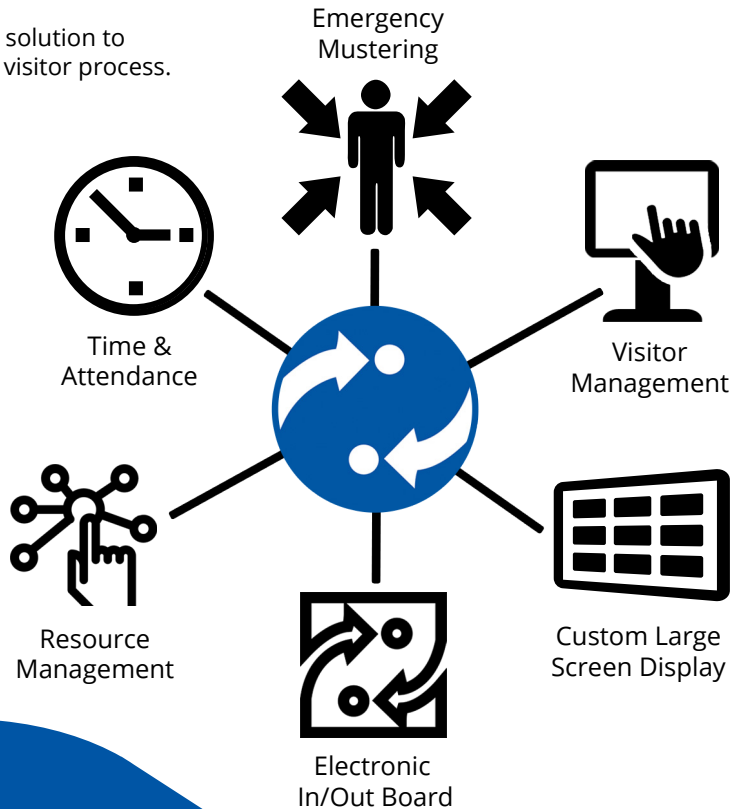 solution to
visitor process.
Emergency
Mustering
Time &
Attendance
Visitor
Management
Resource
Management
Custom Large
Screen Display
Electronic
In/Out Board